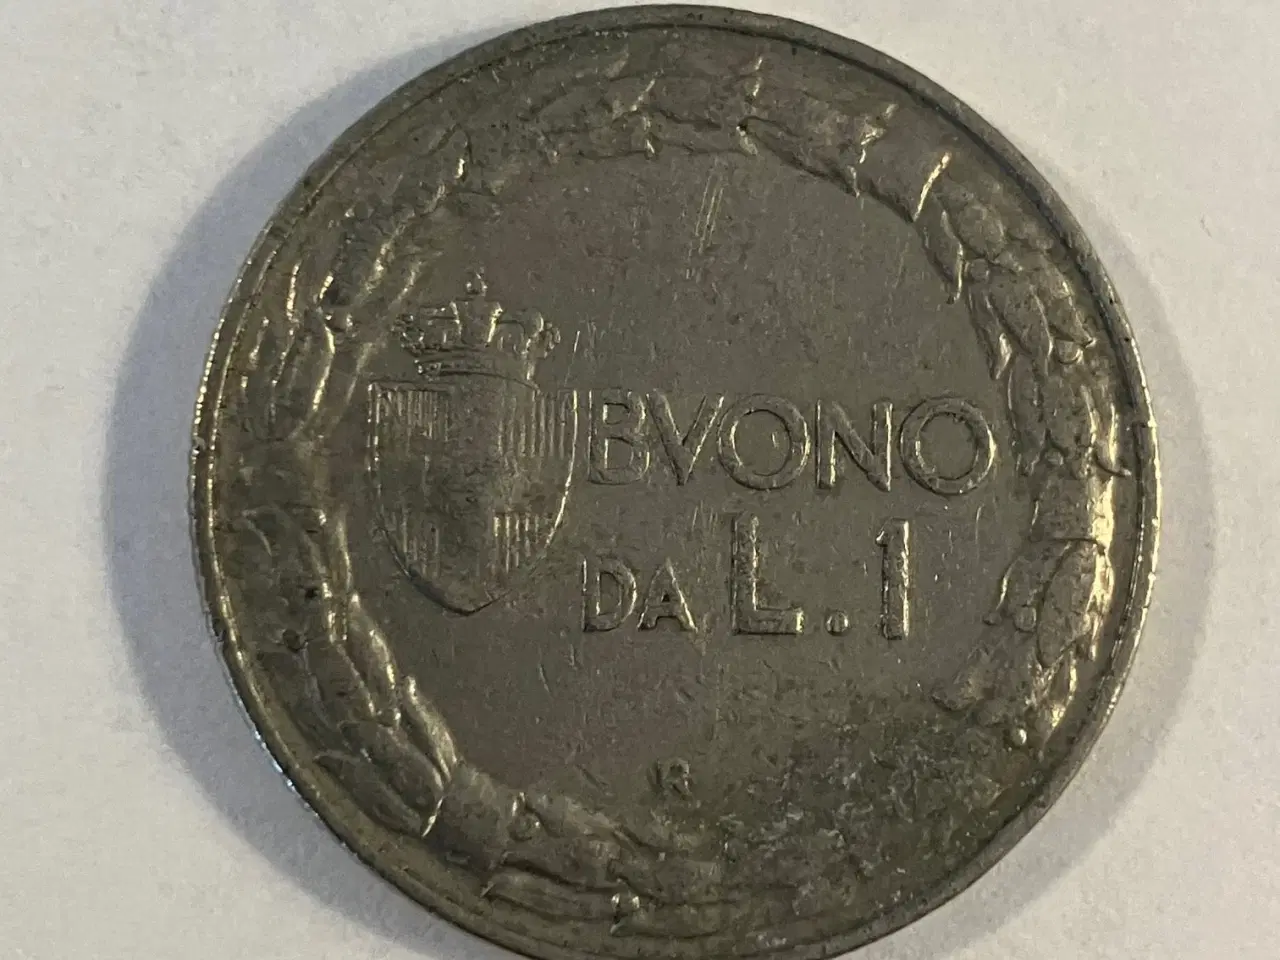 BVONO
DA L. 1
R